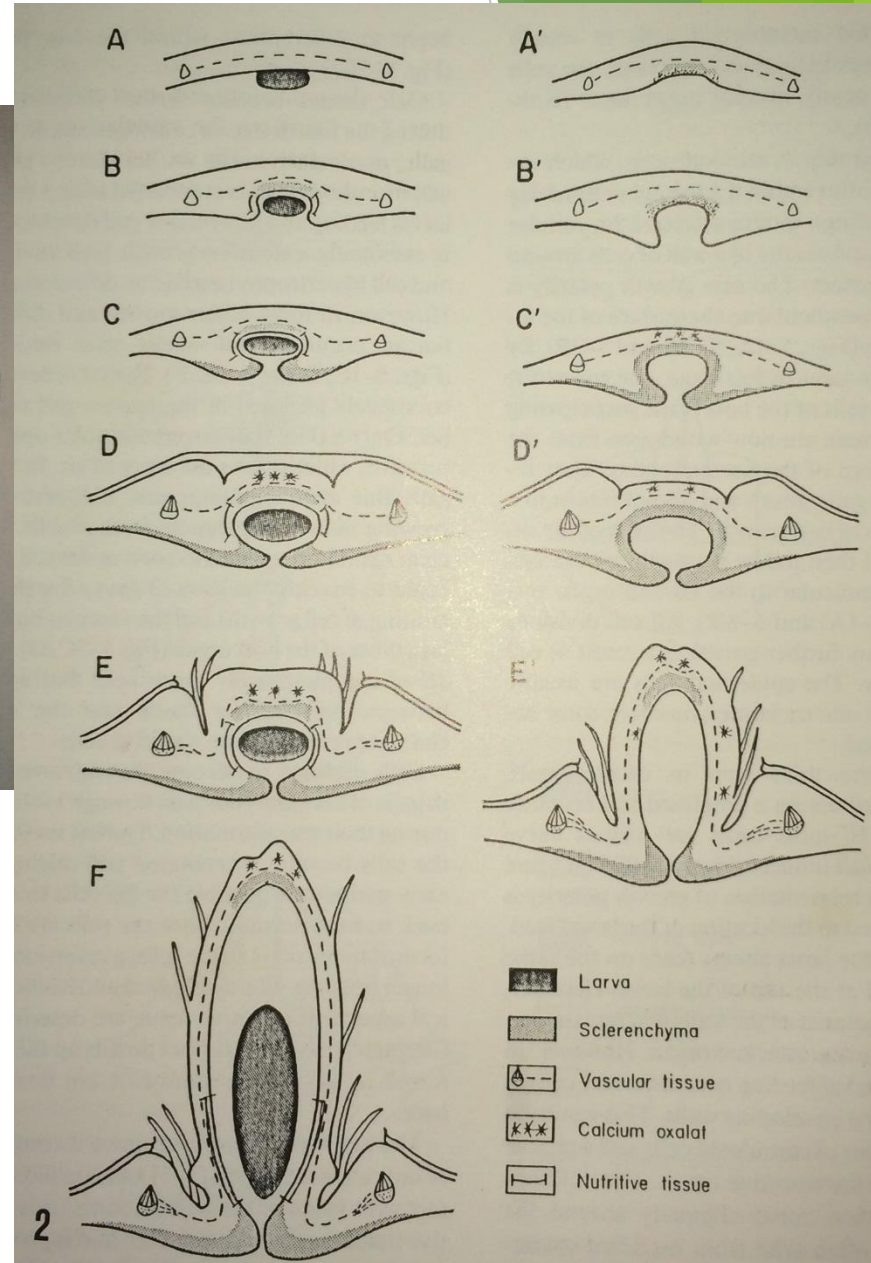 A
A'
B
B'
C
C'
D
D'
E
E'
F
Larva
Sclerenchyma
Vascular tissue
Calcium oxalat
Nutritive tissue
2